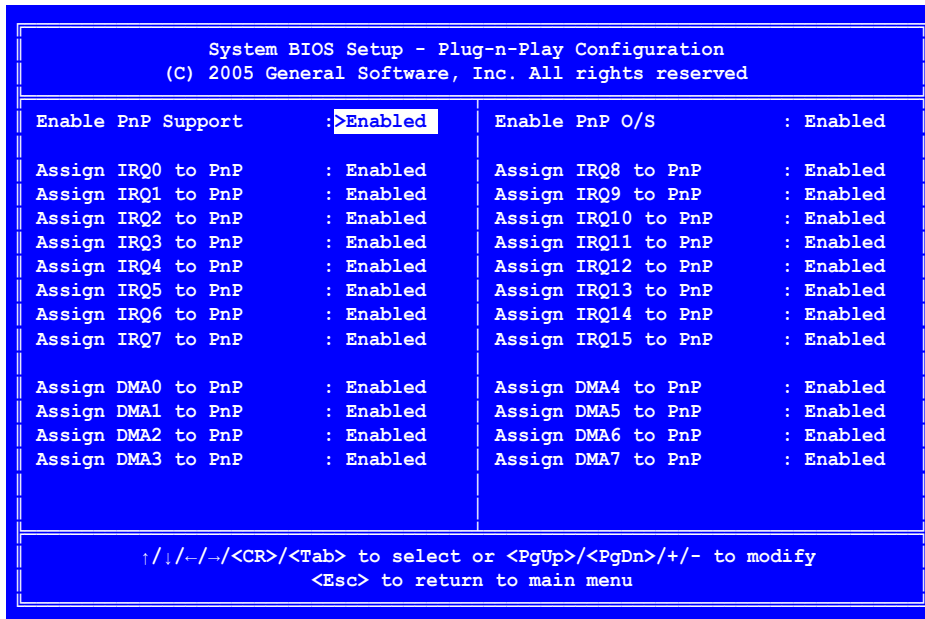 System BIOS Setup - Plug-n-Play Configuration
(C) 2005 General Software, Inc. All rights reserved
Enable PnP Support :>Enabled Enable PnP O/S : Enabled
Assign IRQ0 to PnP : Enabled Assign IRQ8 to PnP : Enabled
Assign IRQ1 to PnP : Enabled Assign IRQ9 to PnP : Enabled
Assign IRQ2 to PnP : Enabled Assign IRQ10 to PnP : Enabled
Assign IRQ3 to PnP : Enabled Assign IRQ11 to PnP : Enabled
Assign IRQ4 to PnP : Enabled Assign IRQ12 to PnP : Enabled
Assign IRQ5 to PnP : Enabled Assign IRQ13 to PnP : Enabled
Assign IRQ6 to PnP : Enabled Assign IRQ14 to PnP : Enabled
Assign IRQ7 to PnP : Enabled Assign IRQ15 to PnP : Enabled
Assign DMA0 to PnP : Enabled Assign DMA4 to PnP : Enabled
Assign DMA1 to PnP : Enabled Assign DMA5 to PnP : Enabled
Assign DMA2 to PnP : Enabled Assign DMA6 to PnP : Enabled
Assign DMA3 to PnP : Enabled Assign DMA7 to PnP : Enabled
↑/↓/←/→/<CR>/<Tab> to select or <PgUp>/<PgDn>/+/- to modify
<Esc> to return to main menu